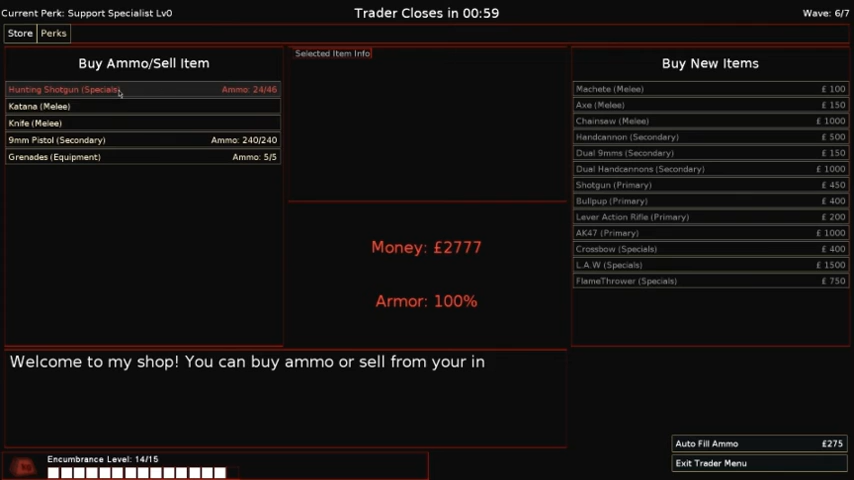 Current Perk: Support Specialist Lv0
Trader Closes in 00:59
Wave: 6/7
Store
Perks
Buy Ammo/Sell Item
Hunting Shotgun (Specials) Ammo: 24/46
Katana (Melee)
Knife (Melee)
9mm Pistol (Secondary) Ammo: 240/240
Grenades (Equipment) Ammo: 5/5
Selected Item Info
Money: £2777
Armor: 100%
Buy New Items
Machete (Melee) £ 100
Axe (Melee) £ 150
Chainsaw (Melee) £ 1000
Handcannon (Secondary) £ 500
Dual 9mms (Secondary) £ 150
Dual Handcannons (Secondary) £ 1000
Shotgun (Primary) £ 450
Bullpup (Primary) £ 400
Lever Action Rifle (Primary) £ 200
AK47 (Primary) £ 1000
Crossbow (Specials) £ 400
L.A.W (Specials) £ 1500
FlameThrower (Specials) £ 750
Welcome to my shop! You can buy ammo or sell from your in
Auto Fill Ammo £275
Exit Trader Menu
Encumbrance Level: 14/15